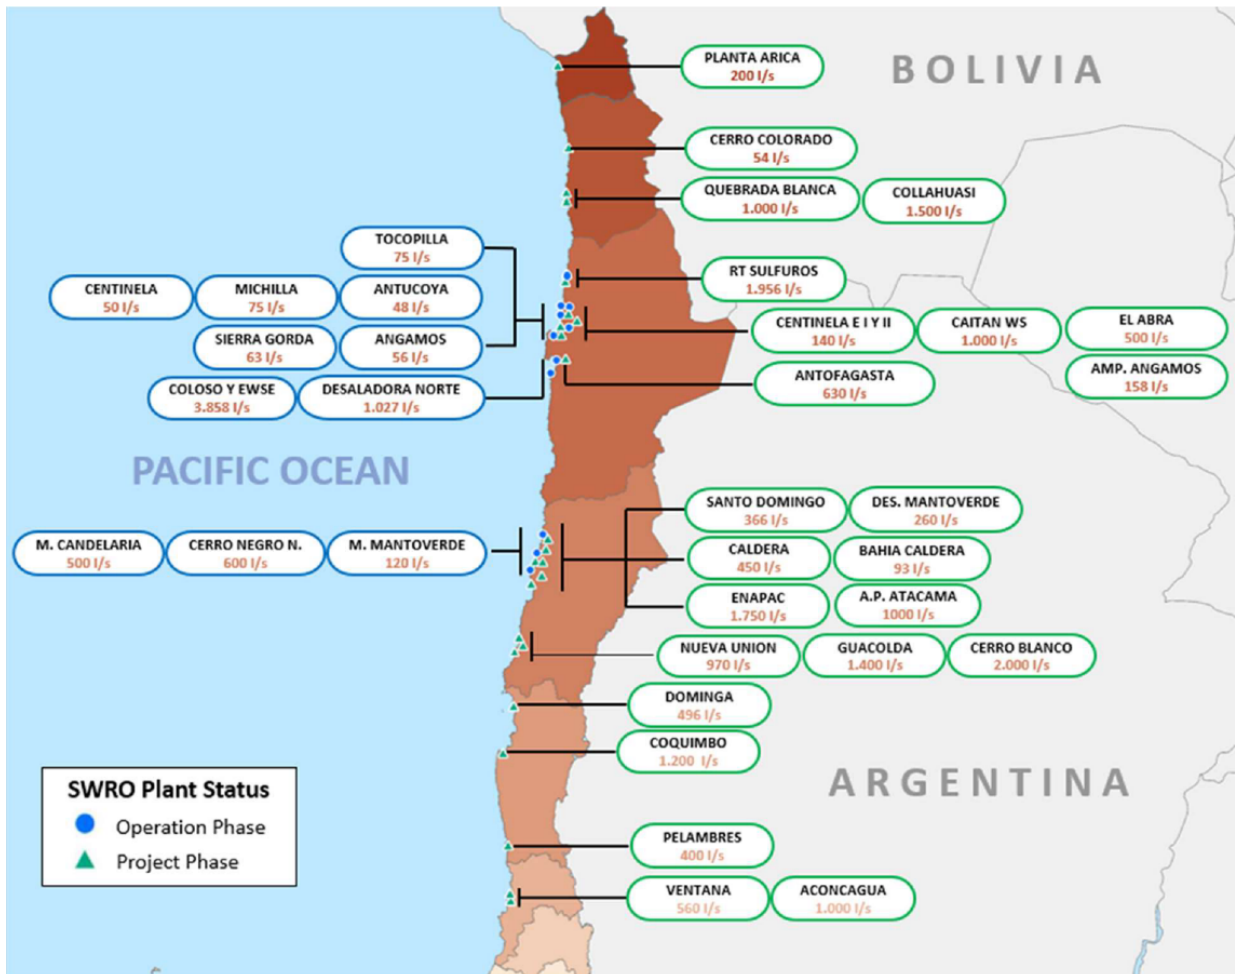 BOLIVIA
PLANTA ARICA
200 l/s
CERRO COLORADO
54 l/s
QUEBRADA BLANCA
1.000 l/s
COLLAHUASI
1.500 l/s
TOCOPILLA
75 l/s
CENTINELA
50 l/s
MICHILLA
75 l/s
ANTUCOYA
48 l/s
SIERRA GORDA
63 l/s
ANGAMOS
56 l/s
COLOSO Y EWSE
3.858 l/s
DESALADORA NORTE
1.027 l/s
RT SULFUROS
1.956 l/s
CENTINELA E I Y II
140 l/s
CAITAN WS
1.000 l/s
EL ABRA
500 l/s
AMP. ANGAMOS
158 l/s
ANTOFAGASTA
630 l/s
PACIFIC OCEAN
M. CANDELARIA
500 l/s
CERRO NEGRO N.
600 l/s
M. MANTOVERDE
120 l/s
SANTO DOMINGO
366 l/s
DES. MANTOVERDE
260 l/s
CALDERA
450 l/s
BAHIA CALDERA
93 l/s
ENAPAC
1.750 l/s
A.P. ATACAMA
1000 l/s
NUEVA UNION
970 l/s
GUACOLDA
1.400 l/s
CERRO BLANCO
2.000 l/s
DOMINGA
496 l/s
COQUIMBO
1.200 l/s
ARGENTINA
PELAMBRES
400 l/s
VENTANA
560 l/s
ACONCAGUA
1.000 l/s
SWRO Plant Status
Operation Phase
Project Phase